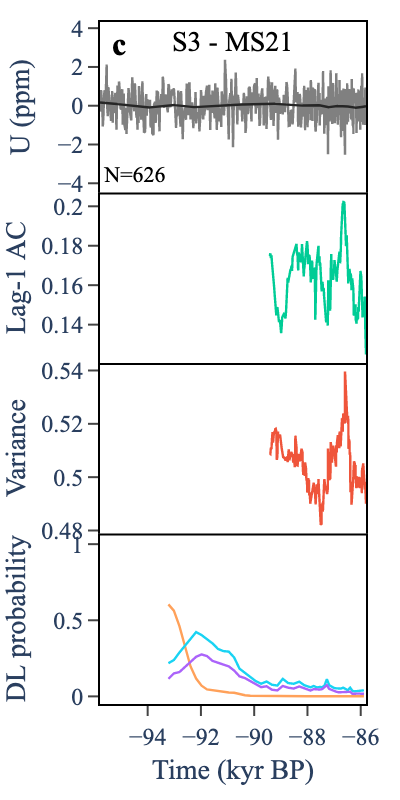 c S3 - MS21
U (ppm)
4
2
0
−2
−4
N=626
Lag-1 AC
0.2
0.18
0.16
0.14
Variance
0.54
0.52
0.5
0.48
DL probability
1
0.5
0
−94 −92 −90 −88 −86
Time (kyr BP)